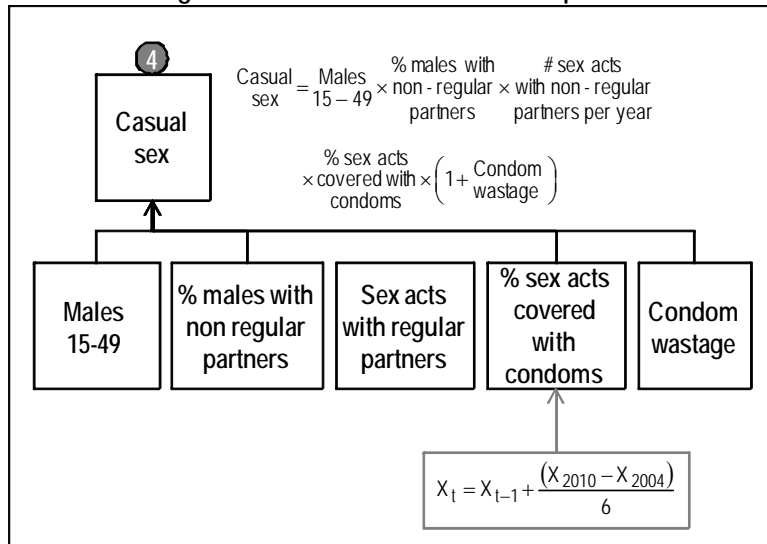 4
Casual
sex
Casual
sex
=
Males
15 – 49
×
% males with
non - regular
partners
×
# sex acts
with non - regular
partners per year
×
% sex acts
covered with
condoms
× (1 +
Condom
wastage
)
Males
15-49
% males with
non regular
partners
Sex acts
with regular
partners
% sex acts
covered
with
condoms
Condom
wastage
X_t = X_{t–1} + (X_2010 – X_2004) / 6